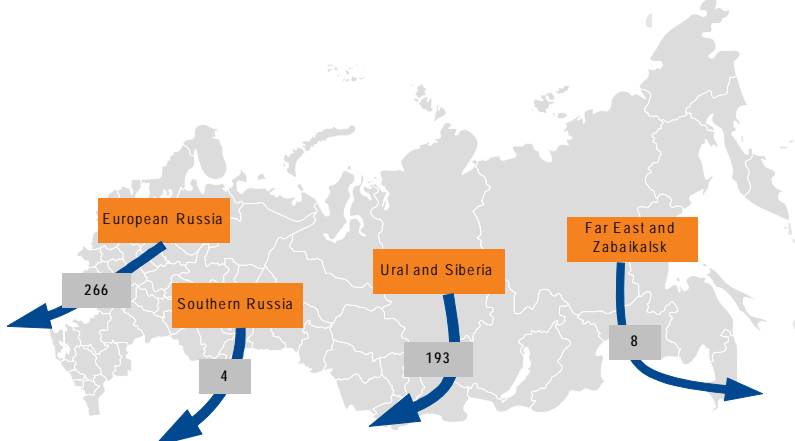 European Russia
266
Southern Russia
4
Ural and Siberia
193
Far East and
Zabaikalsk
8